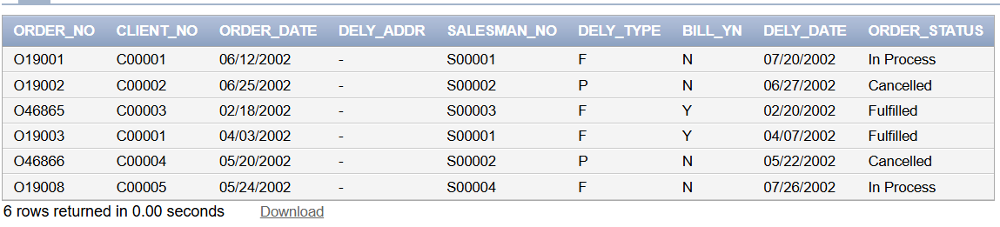 ORDER_NO CLIENT_NO ORDER_DATE DELY_ADDR SALESMAN_NO DELY_TYPE BILL_YN DELY_DATE ORDER_STATUS
O19001 C00001 06/12/2002 - S00001 F N 07/20/2002 In Process
O19002 C00002 06/25/2002 - S00002 P N 06/27/2002 Cancelled
O46865 C00003 02/18/2002 - S00003 F Y 02/20/2002 Fulfilled
O19003 C00001 04/03/2002 - S00001 F Y 04/07/2002 Fulfilled
O46866 C00004 05/20/2002 - S00002 P N 05/22/2002 Cancelled
O19008 C00005 05/24/2002 - S00004 F N 07/26/2002 In Process
6 rows returned in 0.00 seconds Download